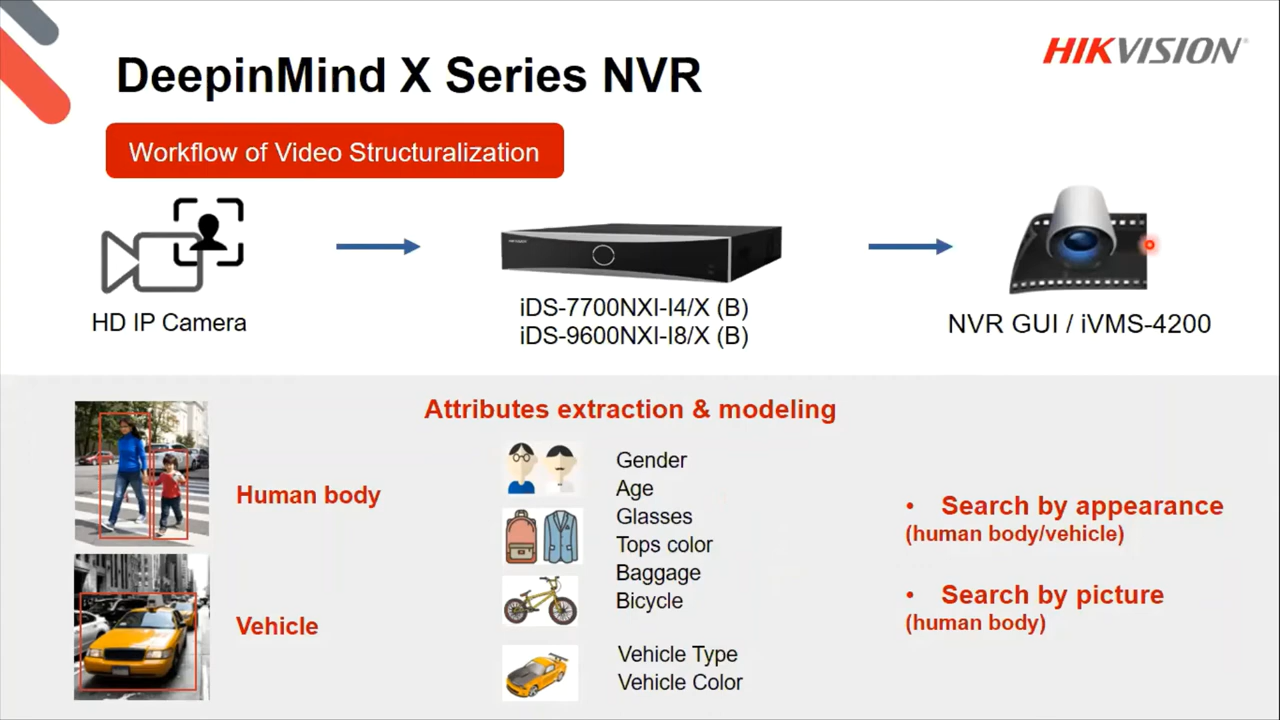 HIKVISION
DeepinMind X Series NVR
Workflow of Video Structuralization
HD IP Camera
iDS-7700NXI-I4/X (B)
iDS-9600NXI-I8/X (B)
NVR GUI / iVMS-4200
Attributes extraction & modeling
Human body
Vehicle
Gender
Age
Glasses
Tops color
Baggage
Bicycle
Vehicle Type
Vehicle Color
• Search by appearance
(human body/vehicle)
• Search by picture
(human body)